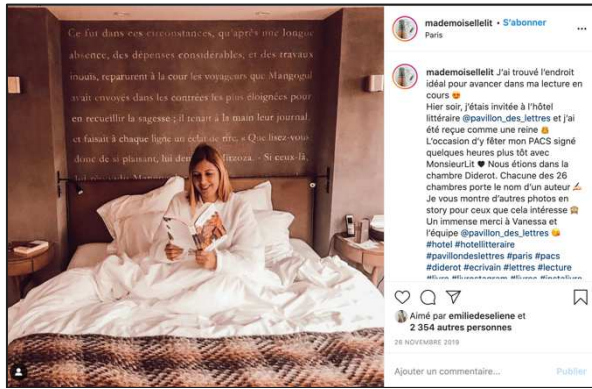 Ce fut dans ces circonstances, qu'après une longue
absence, des dépenses considérables, et des travaux
inouïs, reparurent à la cour les voyageurs que Mangogul
avait envoyés dans les contrées les plus éloignées pour
en recueillir la sagesse ; il tenait à la main leur journal,
et faisait à chaque ligne un éclat de rire. « Que lisez-vous
donc de si plaisant, lui
Mirzoza. - Si ceux-là,
lui Mangogul
mademoisellelit • S'abonner
Paris
...
mademoisellelit J'ai trouvé l'endroit
idéal pour avancer dans ma lecture en
cours 😍
Hier soir, j'étais invitée à l'hôtel
littéraire @pavillon_des_lettres et j'ai
été reçue comme une reine 👸
L'occasion d'y fêter mon PACS signé
quelques heures plus tôt avec
MonsieurLit ♥ Nous étions dans la
chambre Diderot. Chacune des 26
chambres porte le nom d'un auteur ✍
Je vous montre d'autres photos en
story pour ceux que cela intéresse 🙊
Un immense merci à Vanessa et
l'équipe @pavillon_des_lettres 😘
#hotel #hotellitteraire
#pavillondeslettres #paris #pacs
#diderot #ecrivain #lettres #lecture
#livre #livrestagram #livres #instalivre
Aimé par emiliedeseliene et
2 354 autres personnes
26 NOVEMBRE 2019
Ajouter un commentaire... Publier